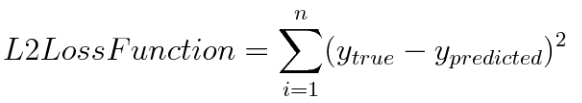 L2LossFunction = \sum_{i=1}^{n} (y_{true} - y_{predicted})^2